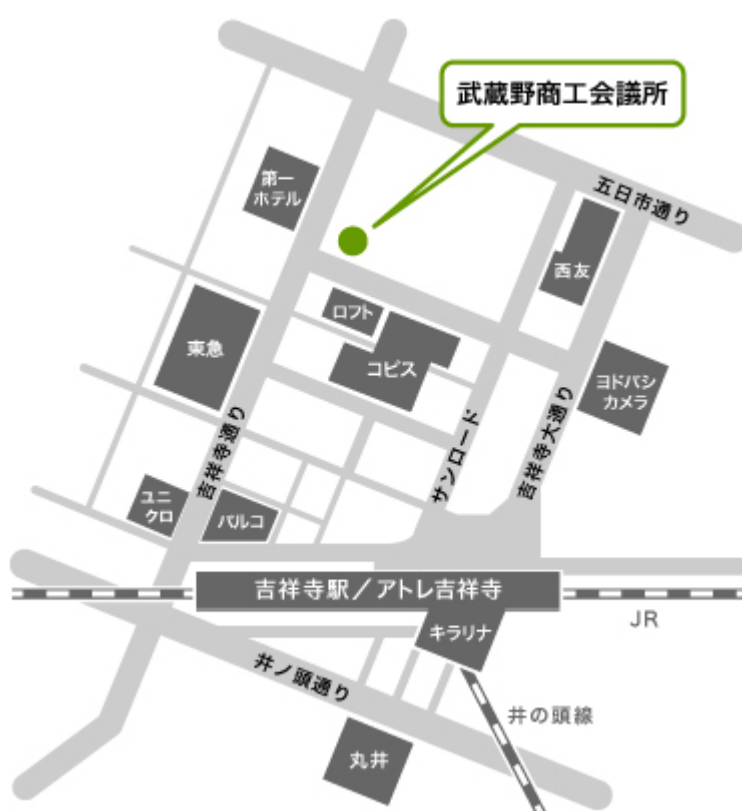 武蔵野商工会議所
五日市通り
第一
ホテル
西友
ロフト
東急
コピス
ヨドバシ
カメラ
吉祥寺通り
サンロード
吉祥寺大通り
ユニ
クロ
パルコ
吉祥寺駅／アトレ吉祥寺
JR
キラリナ
井ノ頭通り
井の頭線
丸井